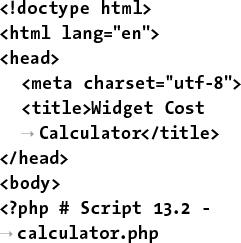 <!doctype html>
<html lang="en">
<head>
<meta charset="utf-8">
<title>Widget Cost
→ Calculator</title>
</head>
<body>
<?php # Script 13.2 -
→ calculator.php